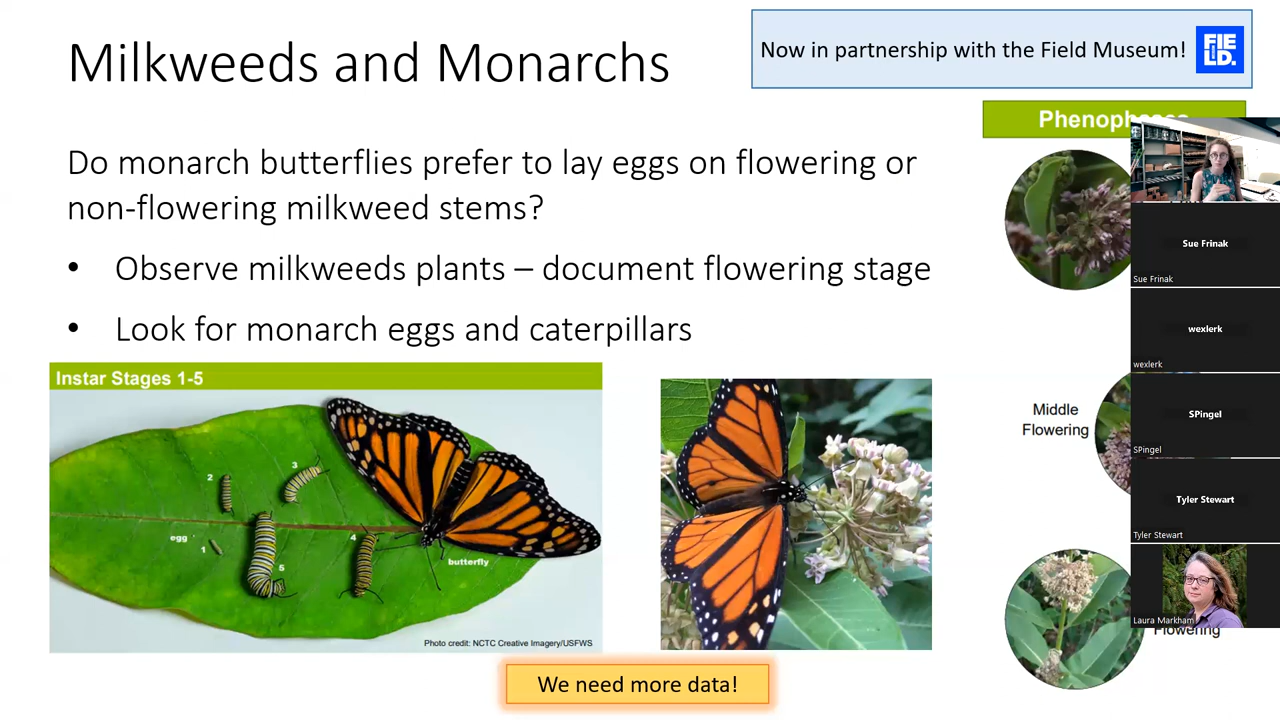 Milkweeds and Monarchs
Now in partnership with the Field Museum!
FIELD.
Do monarch butterflies prefer to lay eggs on flowering or
non-flowering milkweed stems?
• Observe milkweeds plants – document flowering stage
• Look for monarch eggs and caterpillars
Instar Stages 1-5
2
3
egg
1
5
4
butterfly
Photo credit: NCTC Creative Imagery/USFWS
We need more data!
Phenophases
Middle
Flowering
Flowering
Sue Frinak
Sue Frinak
wexlerk
wexlerk
SPingel
SPingel
Tyler Stewart
Tyler Stewart
Laura Markham